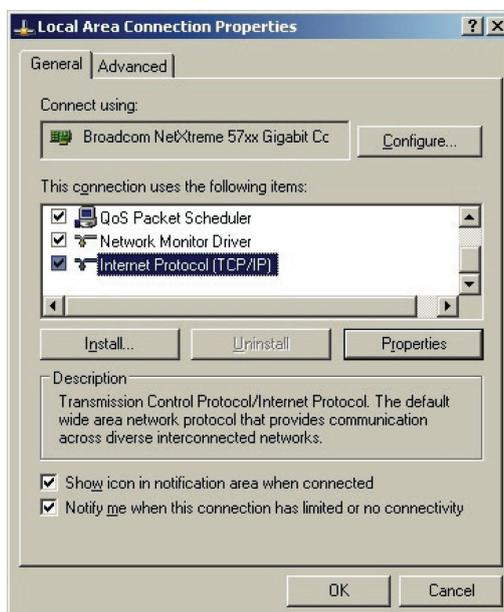 Local Area Connection Properties
General
Advanced
Connect using:
Broadcom NetXtreme 57xx Gigabit Cc
Configure...
This connection uses the following items:
QoS Packet Scheduler
Network Monitor Driver
Internet Protocol (TCP/IP)
Install...
Uninstall
Properties
Description
Transmission Control Protocol/Internet Protocol. The default
wide area network protocol that provides communication
across diverse interconnected networks.
Show icon in notification area when connected
Notify me when this connection has limited or no connectivity
OK
Cancel